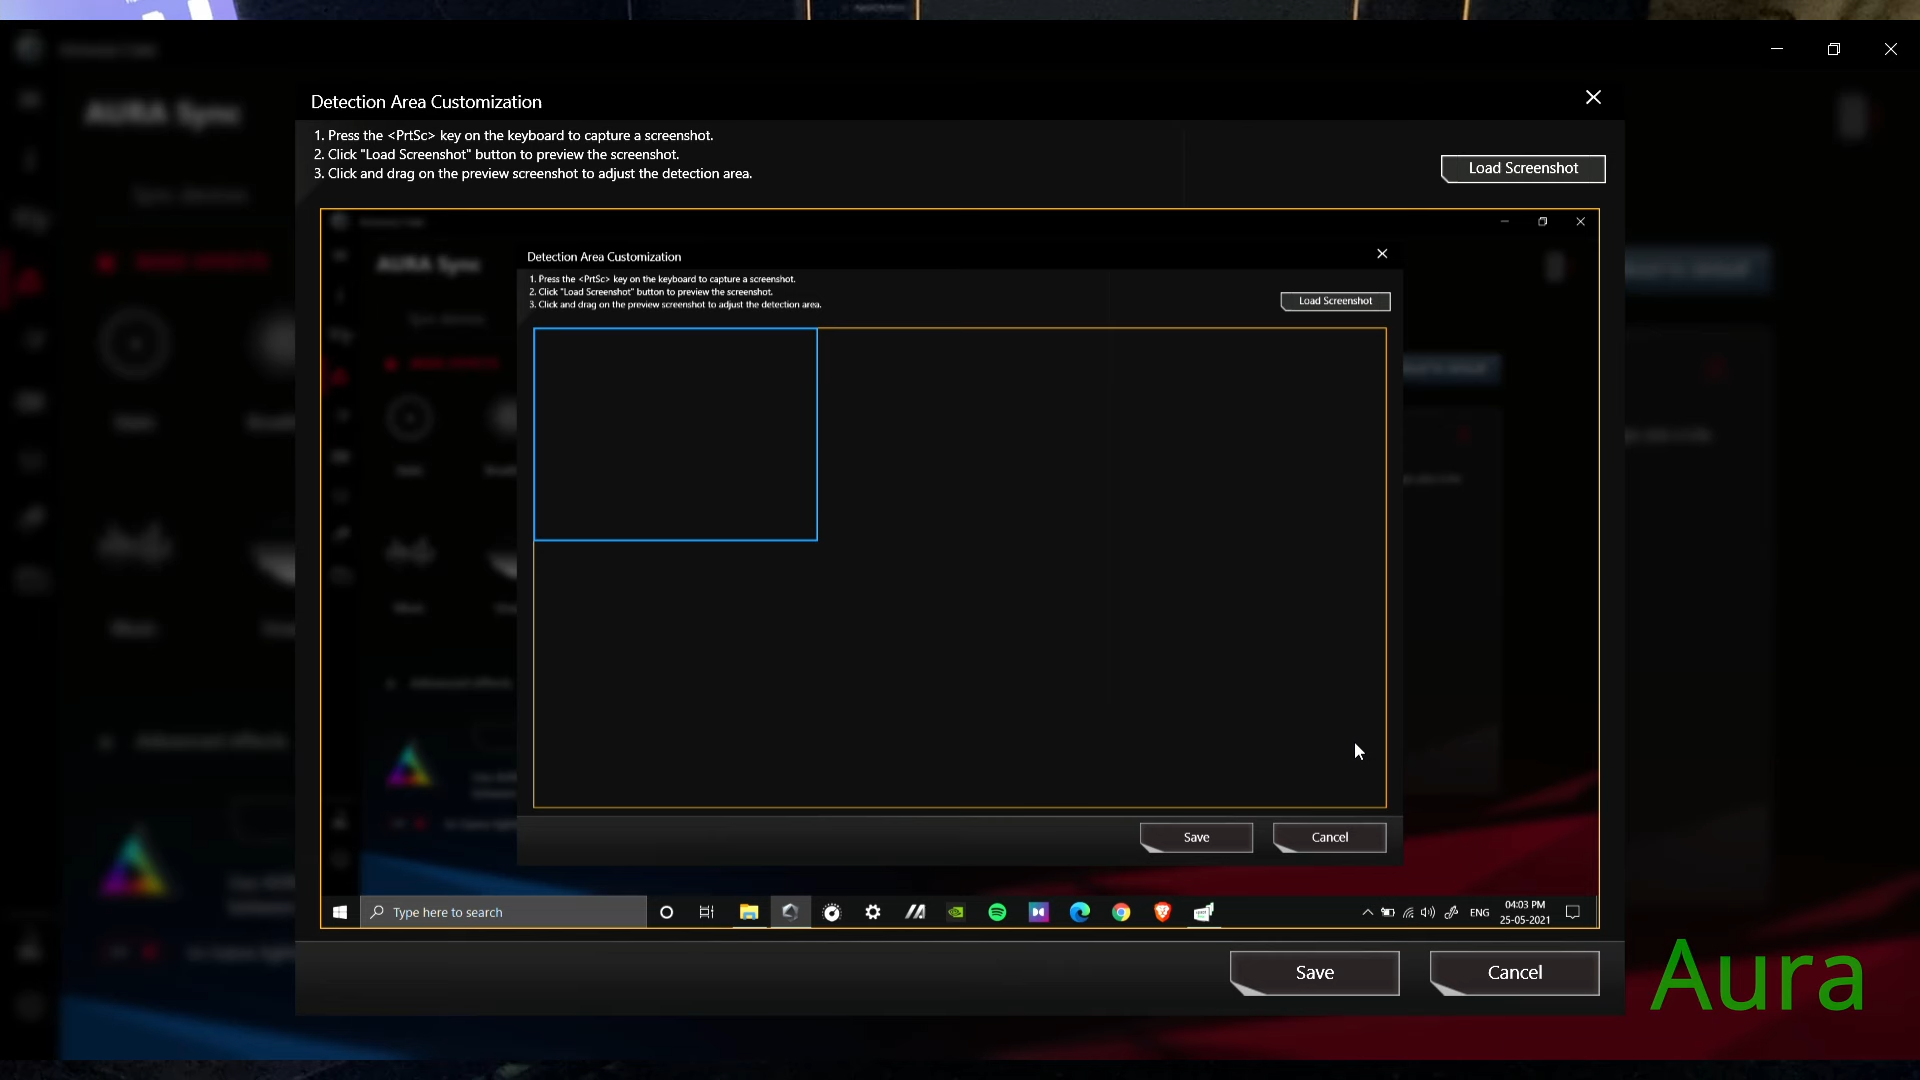 AURA Sync
Detection Area Customization
1. Press the <PrtSc> key on the keyboard to capture a screenshot.
2. Click "Load Screenshot" button to preview the screenshot.
3. Click and drag on the preview screenshot to adjust the detection area.
Load Screenshot
AURA Sync
Detection Area Customization
1. Press the <PrtSc> key on the keyboard to capture a screenshot.
2. Click "Load Screenshot" button to preview the screenshot.
3. Click and drag on the preview screenshot to adjust the detection area.
Load Screenshot
Save
Cancel
Type here to search
ENG
04:03 PM
25-05-2021
Save
Cancel
Aura